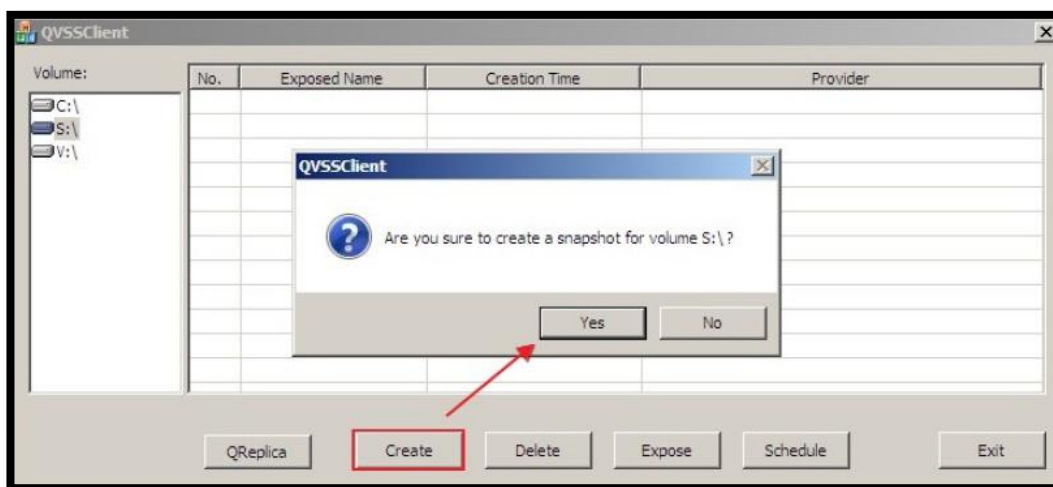 QVSSClient
Volume:
No. Exposed Name Creation Time Provider
C:\
S:\
V:\
QVSSClient
Are you sure to create a snapshot for volume S:\?
Yes No
QReplica Create Delete Expose Schedule Exit